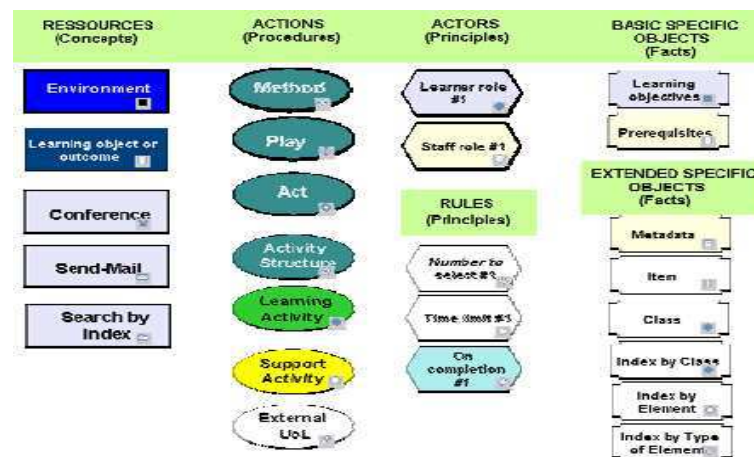 RESSOURCES
(Concepts)
Environment
Learning object or
outcome
Conference
Send-Mail
Search by
Index
ACTIONS
(Procedures)
Method
Play
Act
Activity
Structure
Learning
Activity
Support
Activity
External
UoL
ACTORS
(Principles)
Learner role
#1
Staff role #1
RULES
(Principles)
Number to
select #2
Time limit #3
On
completion
#1
BASIC SPECIFIC
OBJECTS
(Facts)
Learning
objectives
Prerequisites
EXTENDED SPECIFIC
OBJECTS
(Facts)
Metadata
Item
Class
Index by Class
Index by
Element
Index by Type
of Element